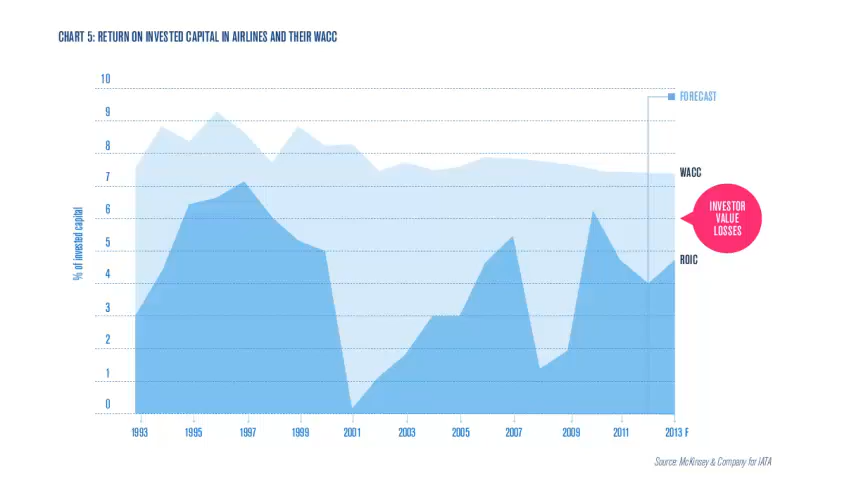 CHART 5: RETURN ON INVESTED CAPITAL IN AIRLINES AND THEIR WACC
10
FORECAST
9
8
WACC
7
INVESTOR
VALUE
LOSSES
6
% of invested capital
5
ROIC
4
3
2
1
0
1993 1995 1997 1999 2001 2003 2005 2007 2009 2011 2013 F
Source: McKinsey & Company for IATA